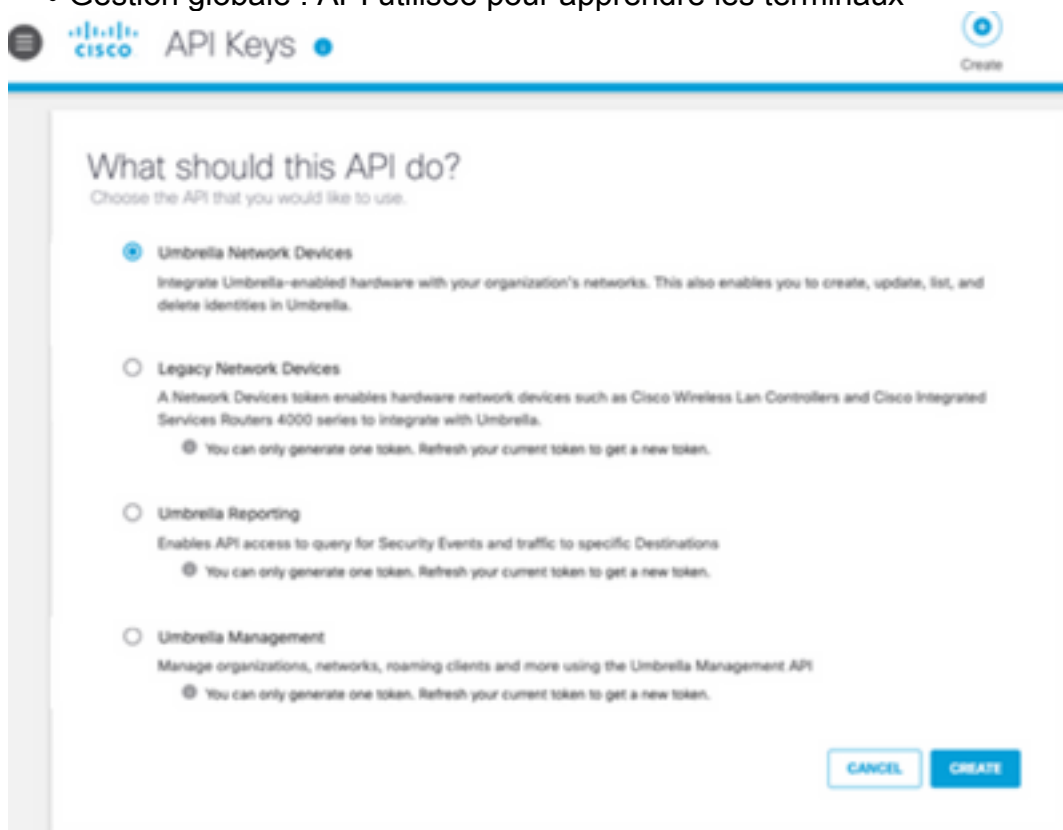 • Gestion globale : API utilisée pour apprendre les terminaux
cisco API Keys
Create
What should this API do?
Choose the API that you would like to use.
Umbrella Network Devices
Integrate Umbrella-enabled hardware with your organization's networks. This also enables you to create, update, list, and
delete identities in Umbrella.
Legacy Network Devices
A Network Devices token enables hardware network devices such as Cisco Wireless Lan Controllers and Cisco Integrated
Services Routers 4000 series to integrate with Umbrella.
You can only generate one token. Refresh your current token to get a new token.
Umbrella Reporting
Enables API access to query for Security Events and traffic to specific Destinations
You can only generate one token. Refresh your current token to get a new token.
Umbrella Management
Manage organizations, networks, roaming clients and more using the Umbrella Management API
You can only generate one token. Refresh your current token to get a new token.
CANCEL CREATE